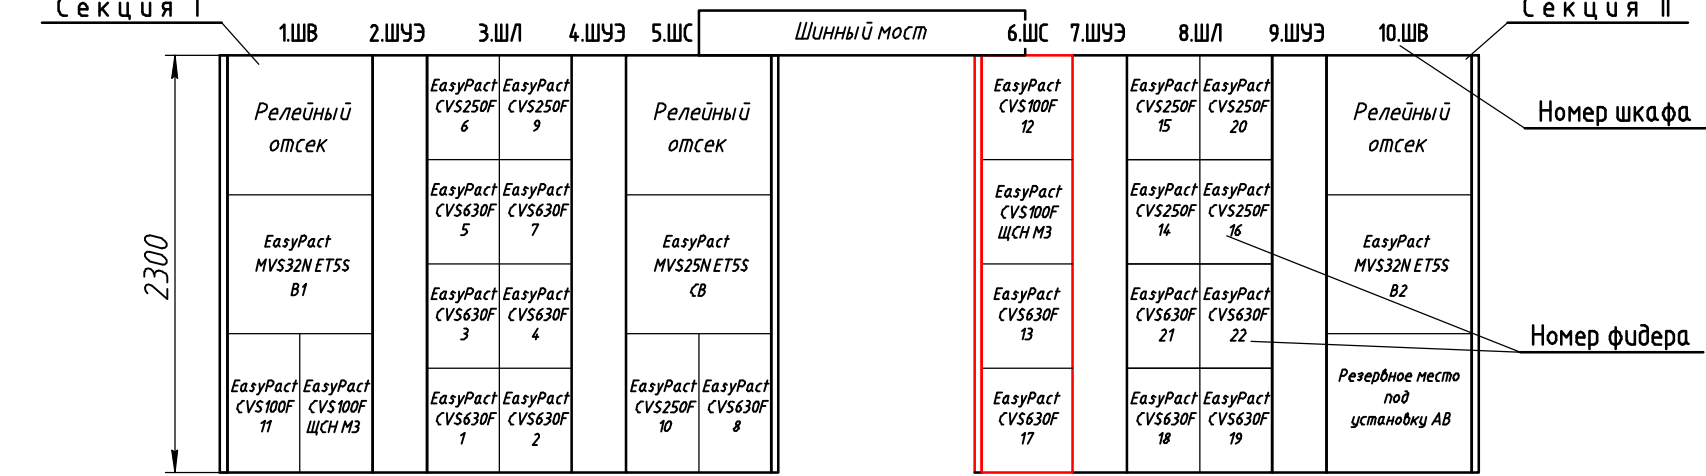 Секция I
Секция II
1.ШВ
2.ШУЭ
3.ШЛ
4.ШУЭ
5.ШС
Шинный мост
6.ШС
7.ШУЭ
8.ШЛ
9.ШУЭ
10.ШВ
2300
Релейный
отсек
EasyPact
MVS32N ET5S
В1
EasyPact
CVS100F
11
EasyPact
CVS100F
ЩСН МЗ
EasyPact
CVS250F
6
EasyPact
CVS250F
9
EasyPact
CVS630F
5
EasyPact
CVS630F
7
EasyPact
CVS630F
3
EasyPact
CVS630F
4
EasyPact
CVS630F
1
EasyPact
CVS630F
2
Релейный
отсек
EasyPact
MVS25N ET5S
СВ
EasyPact
CVS250F
10
EasyPact
CVS630F
8
EasyPact
CVS100F
12
EasyPact
CVS100F
ЩСН МЗ
EasyPact
CVS630F
13
EasyPact
CVS630F
17
EasyPact
CVS250F
15
EasyPact
CVS250F
20
EasyPact
CVS250F
14
EasyPact
CVS250F
16
EasyPact
CVS630F
21
EasyPact
CVS630F
22
EasyPact
CVS630F
18
EasyPact
CVS630F
19
Релейный
отсек
EasyPact
MVS32N ET5S
В2
Резервное место
под
установку АВ
Номер шкафа
Номер фидера